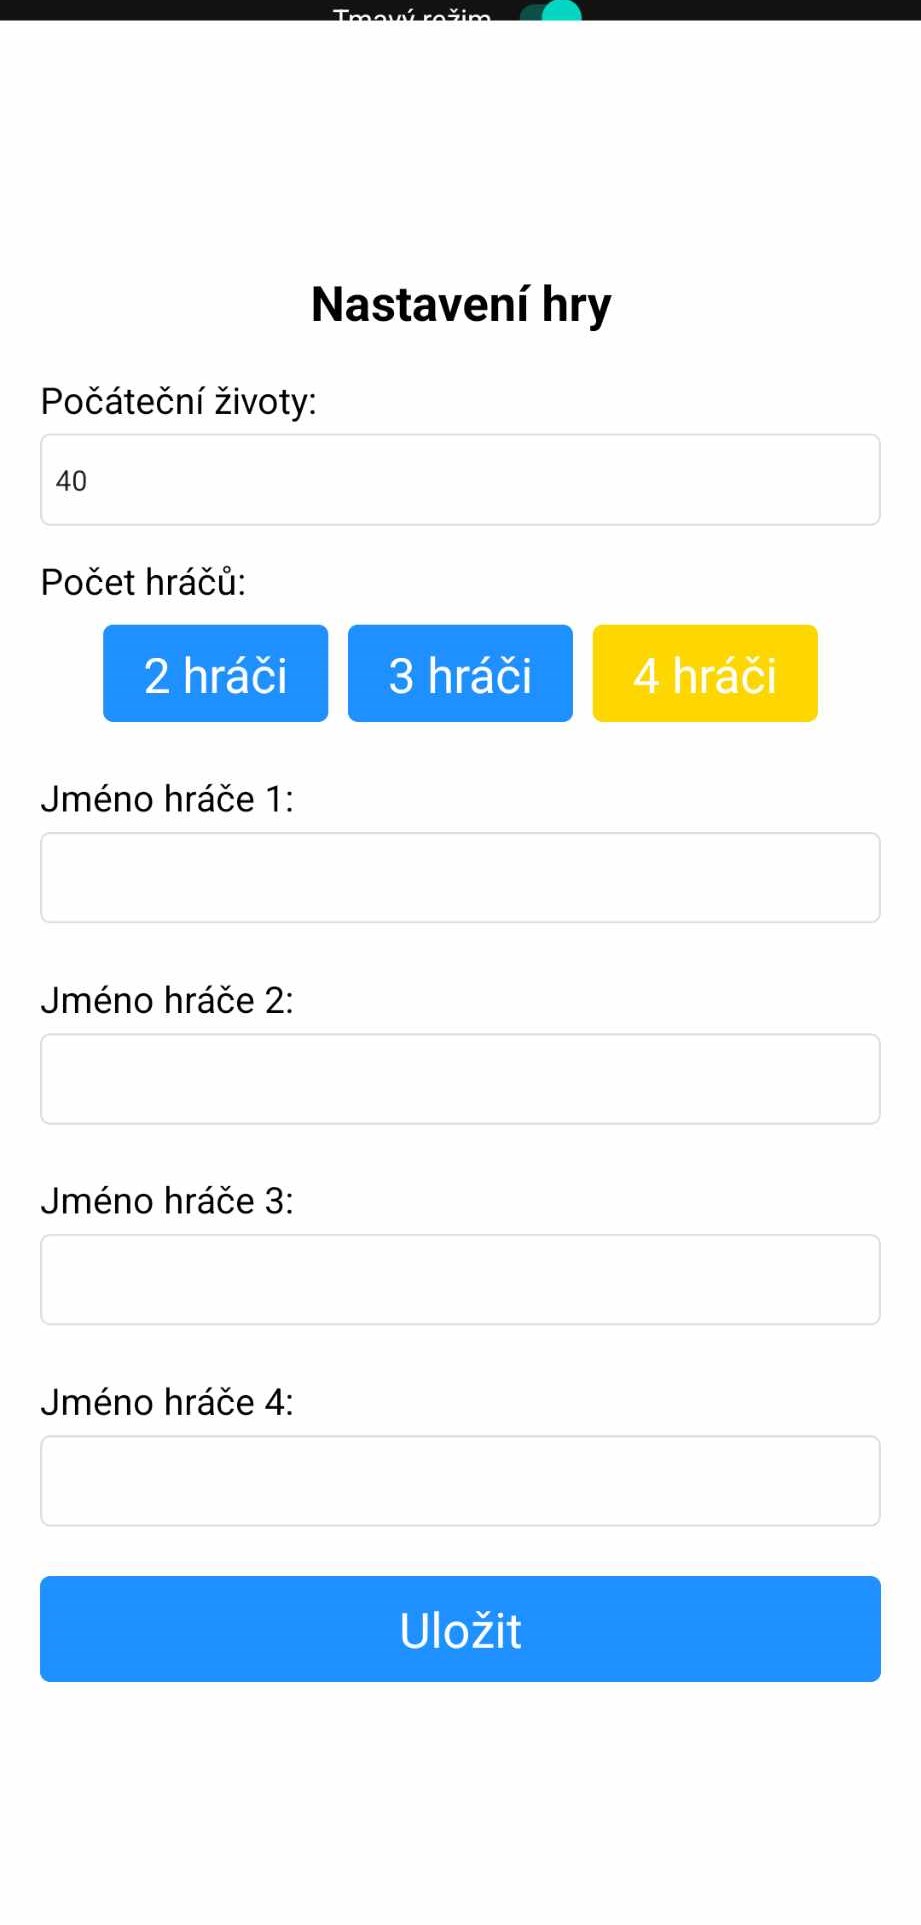 Tmavý režim
Nastavení hry
Počáteční životy:
40
Počet hráčů:
2 hráči 3 hráči 4 hráči
Jméno hráče 1:
Jméno hráče 2:
Jméno hráče 3:
Jméno hráče 4:
Uložit